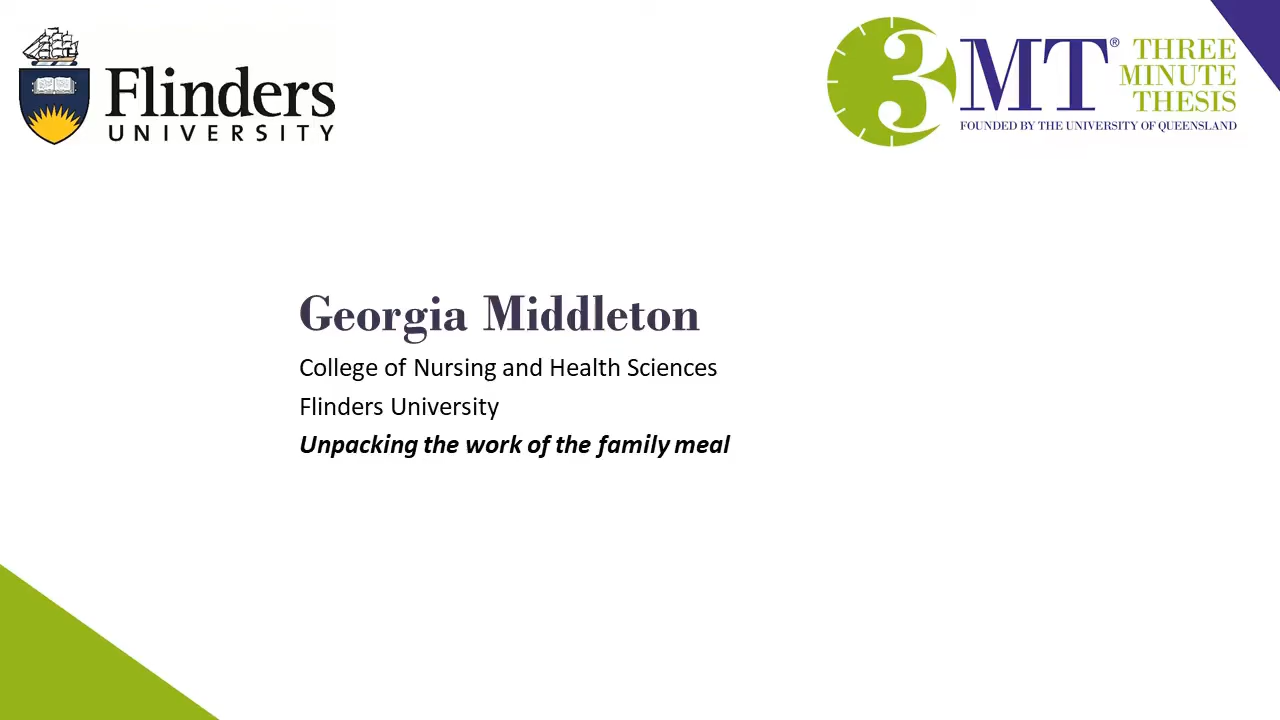 Flinders
UNIVERSITY
3MT® THREE
MINUTE
THESIS
FOUNDED BY THE UNIVERSITY OF QUEENSLAND
Georgia Middleton
College of Nursing and Health Sciences
Flinders University
Unpacking the work of the family meal